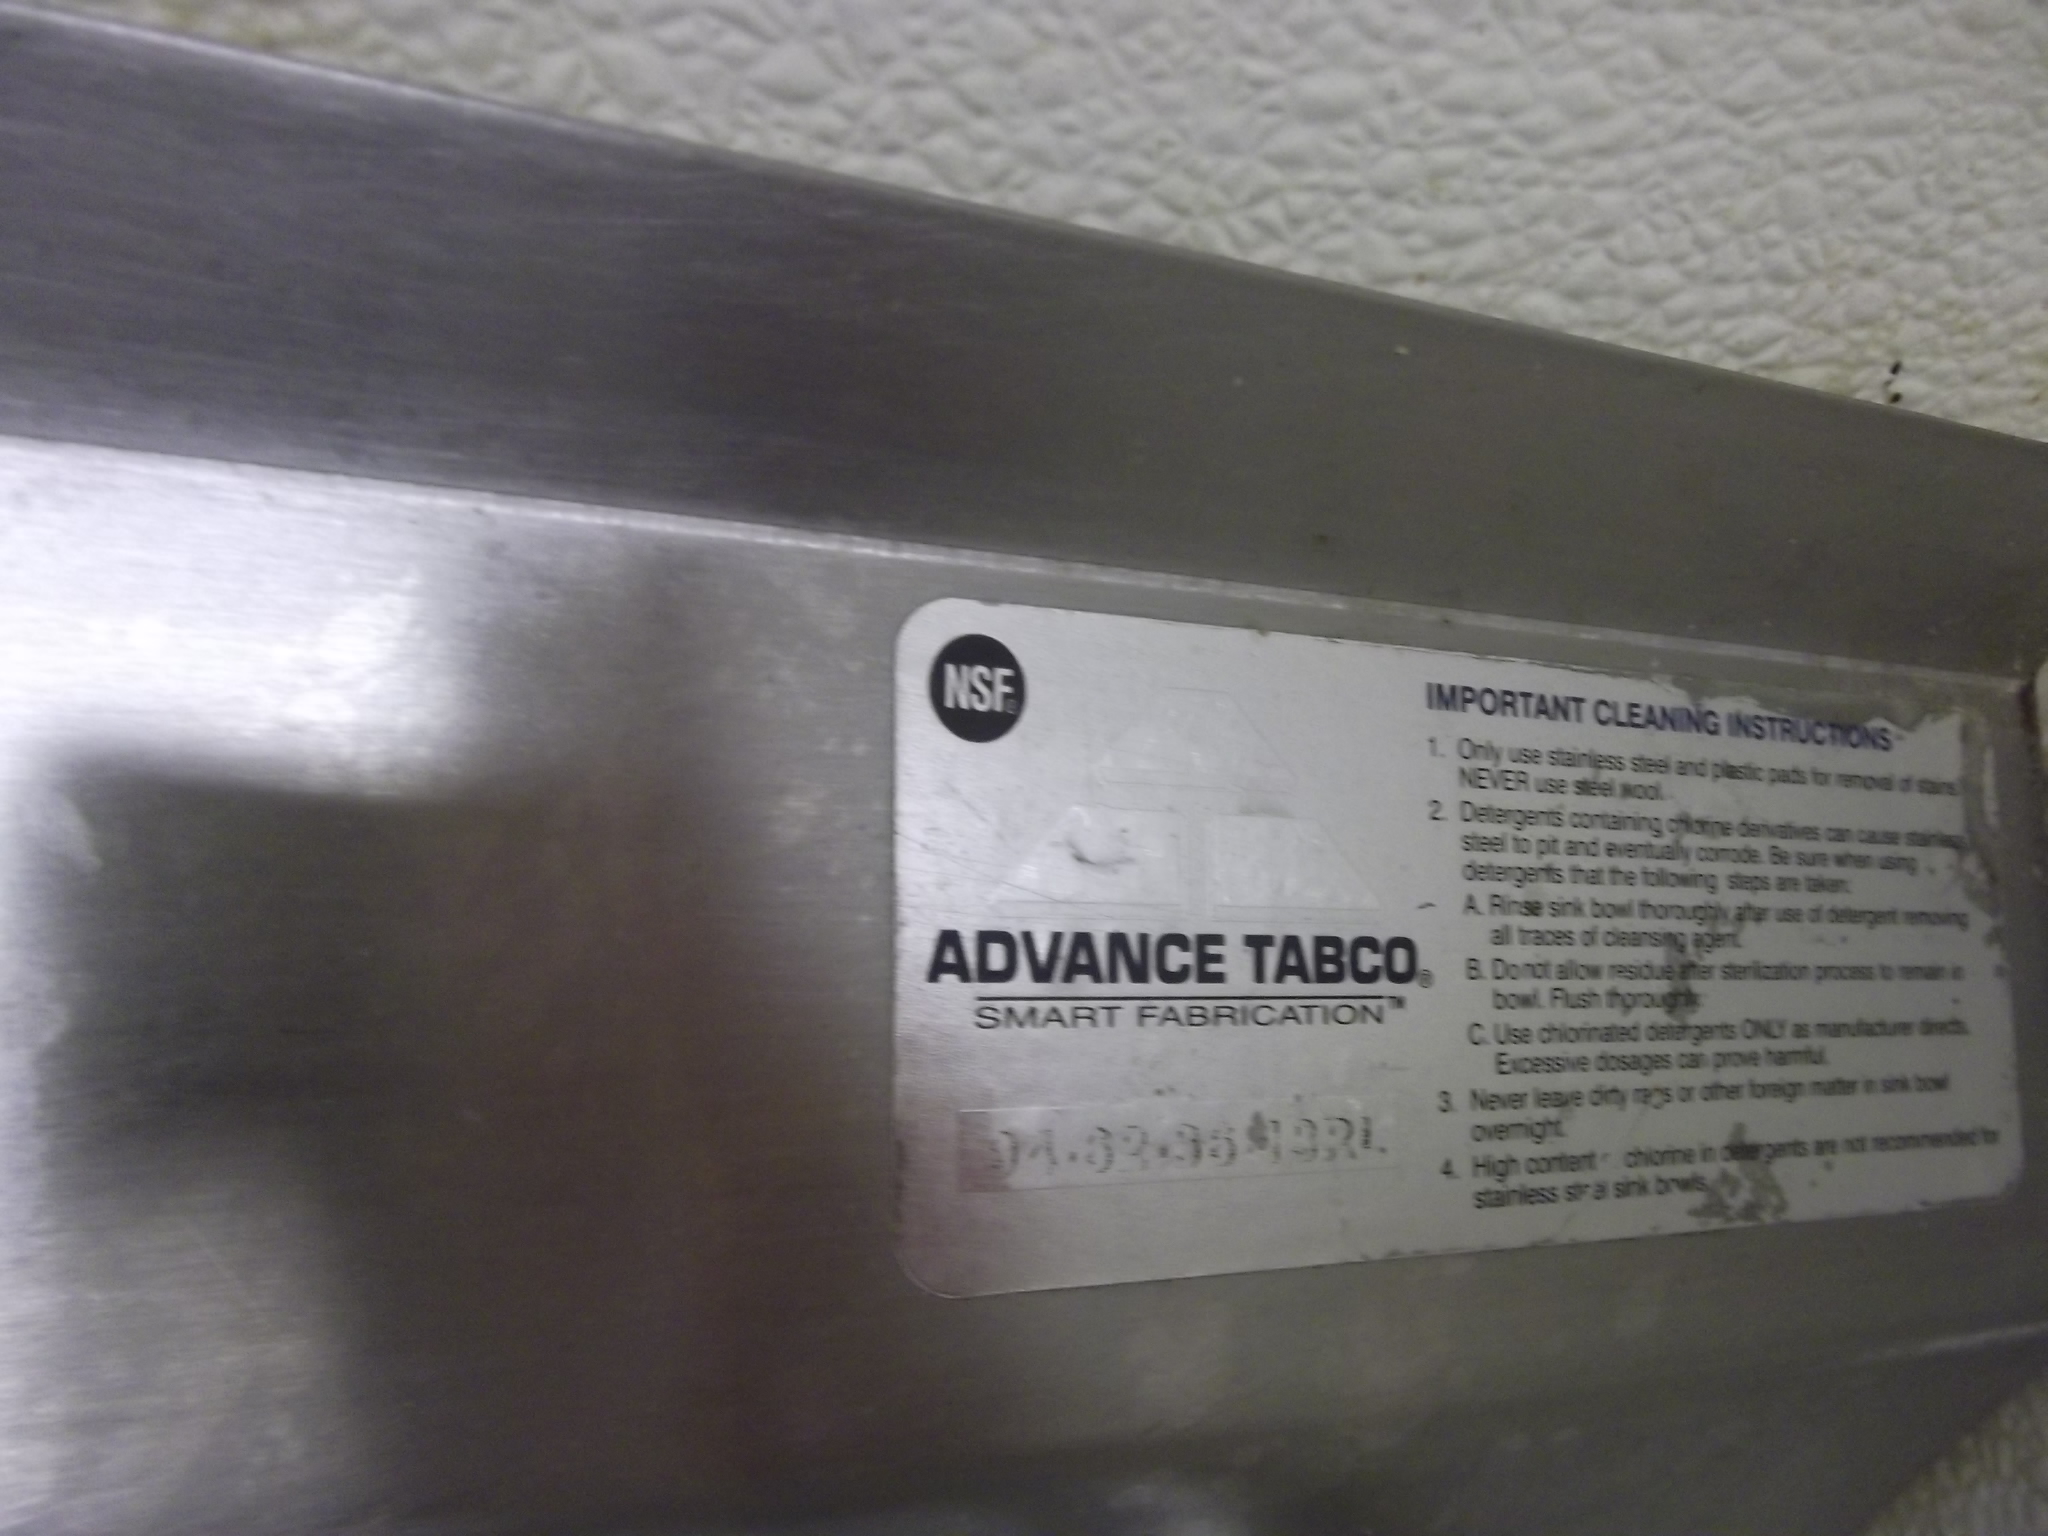 NSF®
ADVANCE TABCO®
SMART FABRICATION™
IMPORTANT CLEANING INSTRUCTIONS
1. Only use stainless steel and plastic pads for removal of stains.
NEVER use steel wool.
2. Detergents containing chlorine derivatives can cause stainless
steel to pit and eventually corrode. Be sure when using
detergents that the following steps are taken:
A. Rinse sink bowl thoroughly after use of detergent removing
all traces of cleansing agent.
B. Do not allow residue after sterilization process to remain in
bowl. Flush thoroughly.
C. Use chlorinated detergents ONLY as manufacturer directs.
Excessive dosages can prove harmful.
3. Never leave dirty rags or other foreign matter in sink bowl
overnight.
4. High content chlorine in detergents are not recommended for
stainless steel sink bowls.